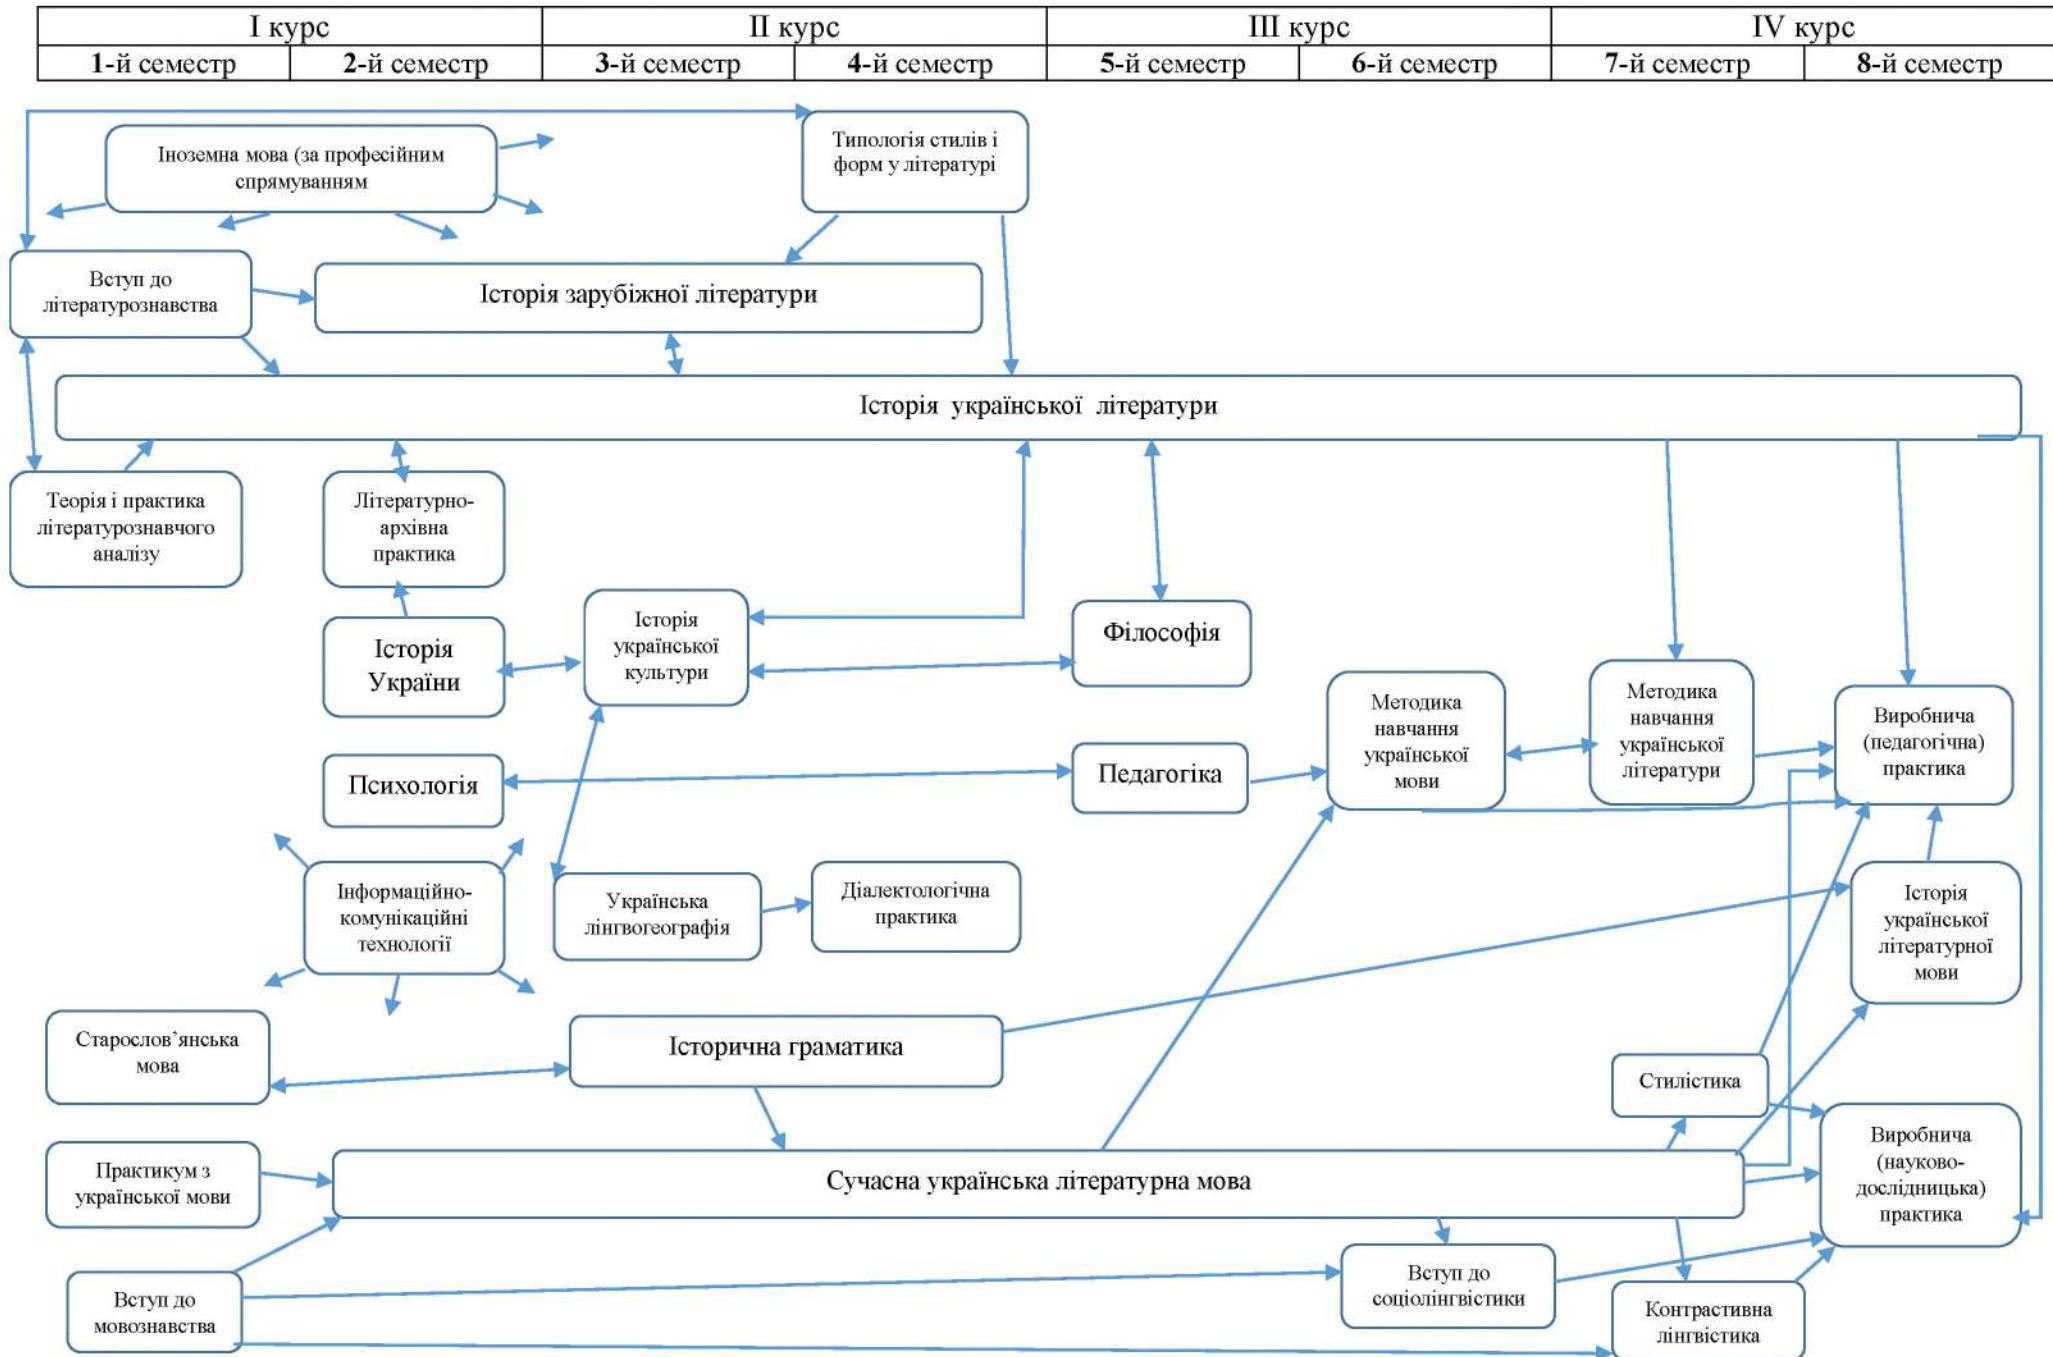 І курс
ІІ курс
ІІІ курс
IV курс
1-й семестр
2-й семестр
3-й семестр
4-й семестр
5-й семестр
6-й семестр
7-й семестр
8-й семестр
Іноземна мова (за професійним
спрямуванням
Типологія стилів і
форм у літературі
Вступ до
літературознавства
Історія зарубіжної літератури
Історія української літератури
Теорія і практика
літературознавчого
аналізу
Літературно-
архівна
практика
Історія
України
Історія
української
культури
Філософія
Психологія
Педагогіка
Методика
навчання
української
мови
Методика
навчання
української
літератури
Виробнича
(педагогічна)
практика
Інформаційно-
комунікаційні
технології
Українська
лінгвогеографія
Діалектологічна
практика
Історія
української
літературної
мови
Старослов’янська
мова
Історична граматика
Стилістика
Практикум з
української мови
Сучасна українська літературна мова
Виробнича
(науково-
дослідницька)
практика
Вступ до
мовознавства
Вступ до
соціолінгвістики
Контрастивна
лінгвістика